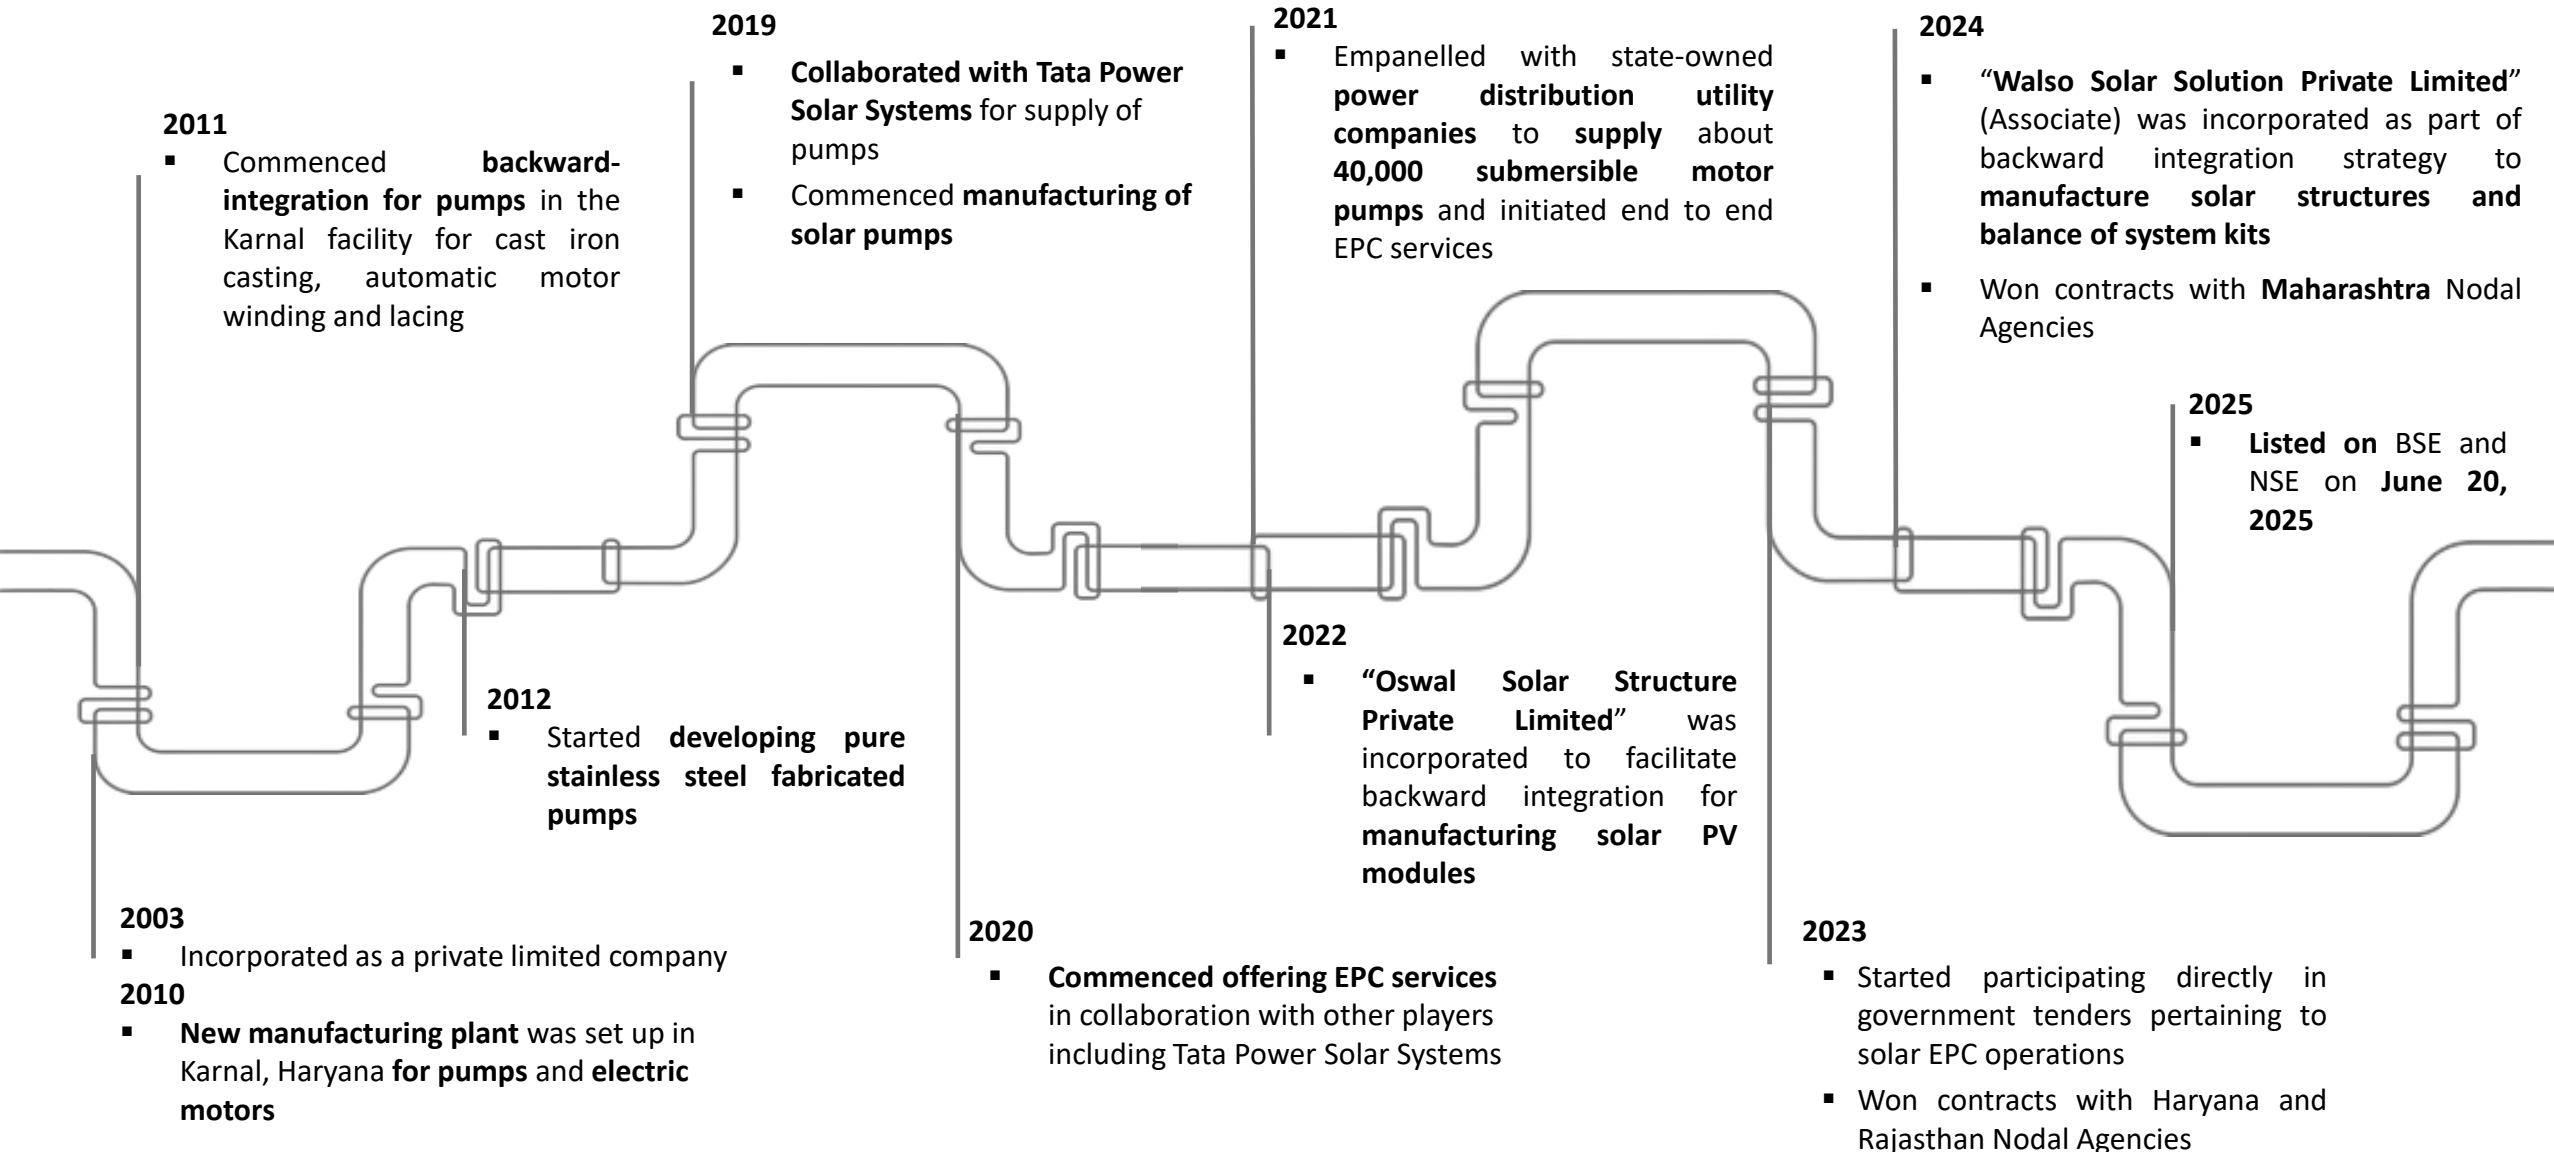 2003
▪ Incorporated as a private limited company
2010
▪ New manufacturing plant was set up in
Karnal, Haryana for pumps and electric
motors
2011
▪ Commenced backward-
integration for pumps in the
Karnal facility for cast iron
casting, automatic motor
winding and lacing
2012
▪ Started developing pure
stainless steel fabricated
pumps
2019
▪ Collaborated with Tata Power
Solar Systems for supply of
pumps
▪ Commenced manufacturing of
solar pumps
2020
▪ Commenced offering EPC services
in collaboration with other players
including Tata Power Solar Systems
2021
▪ Empanelled with state-owned
power distribution utility
companies to supply about
40,000 submersible motor
pumps and initiated end to end
EPC services
2022
▪ “Oswal Solar Structure
Private Limited” was
incorporated to facilitate
backward integration for
manufacturing solar PV
modules
2023
▪ Started participating directly in
government tenders pertaining to
solar EPC operations
▪ Won contracts with Haryana and
Rajasthan Nodal Agencies
2024
▪ “Walso Solar Solution Private Limited”
(Associate) was incorporated as part of
backward integration strategy to
manufacture solar structures and
balance of system kits
▪ Won contracts with Maharashtra Nodal
Agencies
2025
▪ Listed on BSE and
NSE on June 20,
2025